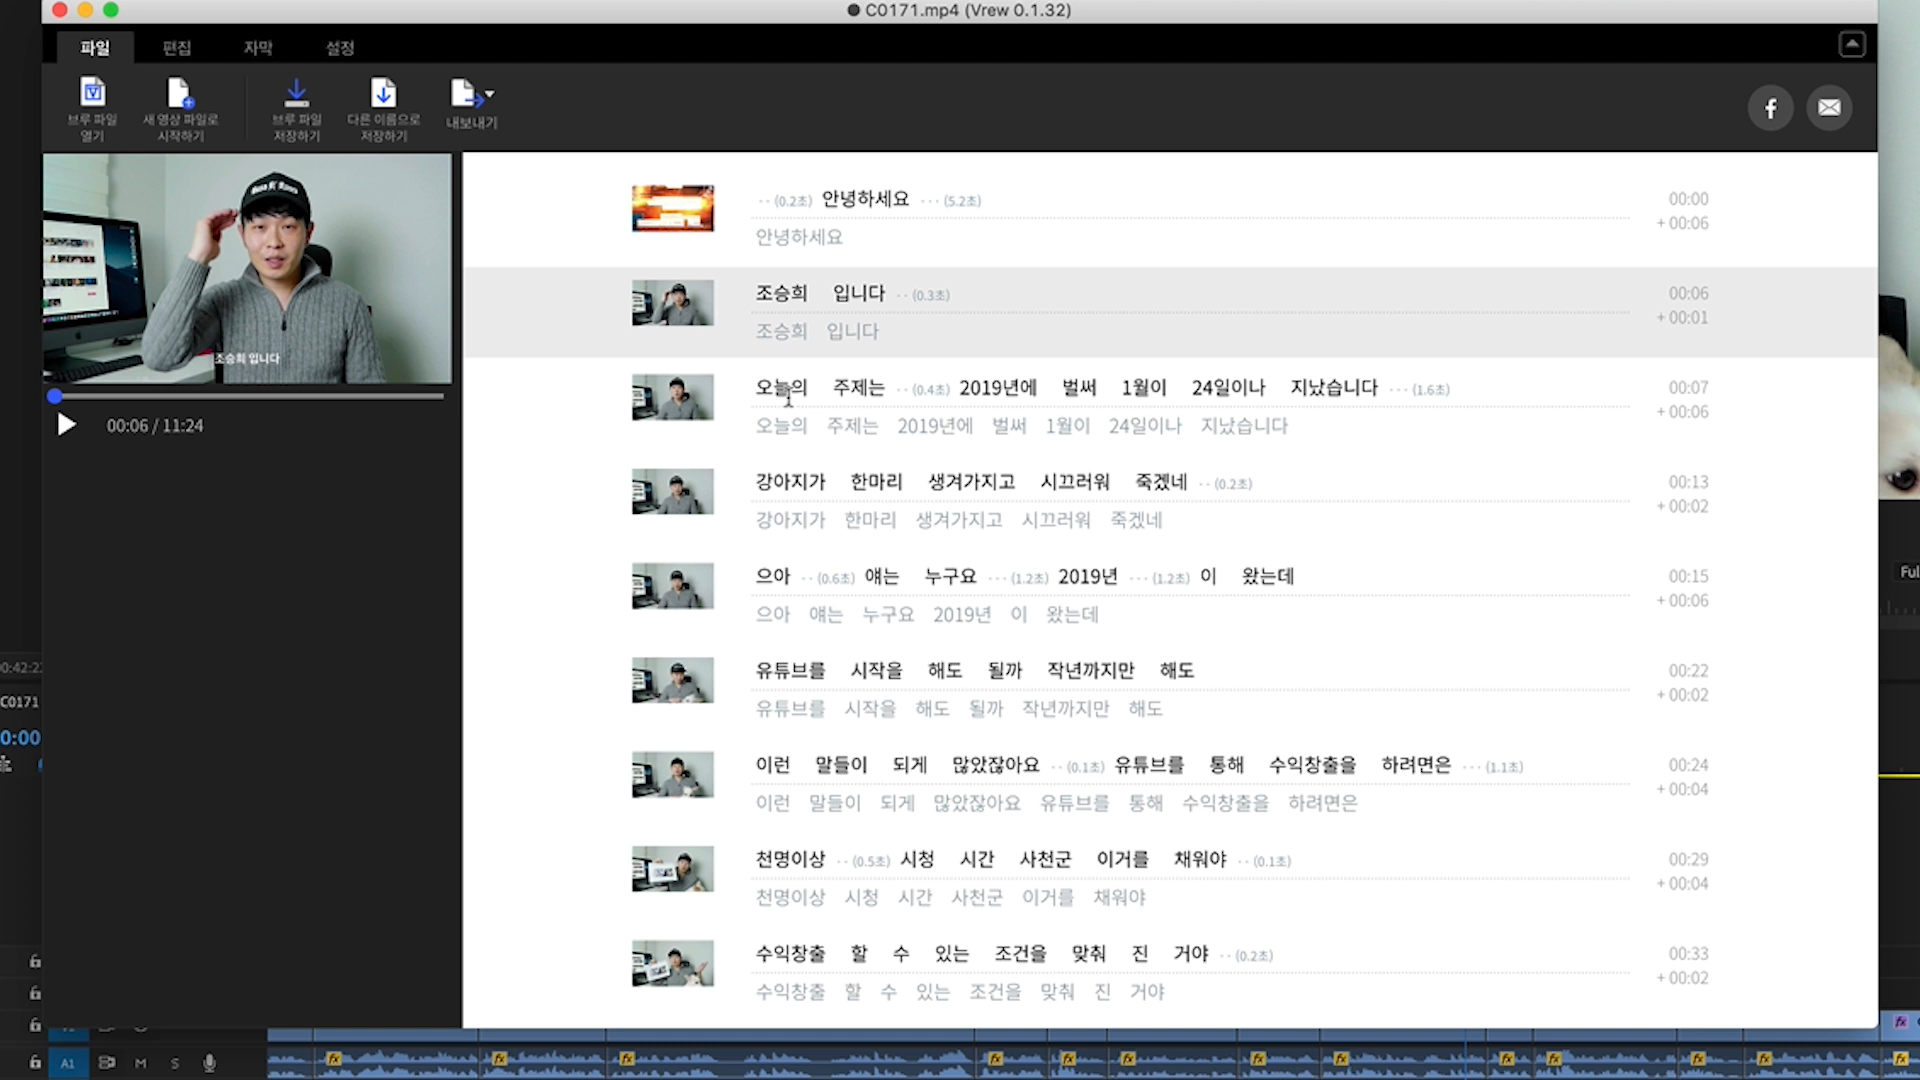 C0171.mp4 (Vrew 0.1.32)
파일 편집 자막 설정
브루 파일 열기
새 영상 파일로 시작하기
브루 파일 저장하기
다른 이름으로 저장하기
내보내기
조승희 입니다
00:06 / 11:24
·· (0.2초) 안녕하세요 ··· (5.2초)
안녕하세요
00:00
+ 00:06
조승희 입니다 ·· (0.3초)
조승희 입니다
00:06
+ 00:01
오늘의 주제는 ·· (0.4초) 2019년에 벌써 1월이 24일이나 지났습니다 ··· (1.6초)
오늘의 주제는 2019년에 벌써 1월이 24일이나 지났습니다
00:07
+ 00:06
강아지가 한마리 생겨가지고 시끄러워 죽겠네 ·· (0.2초)
강아지가 한마리 생겨가지고 시끄러워 죽겠네
00:13
+ 00:02
으아 ·· (0.6초) 얘는 누구요 ··· (1.2초) 2019년 ··· (1.2초) 이 왔는데
으아 얘는 누구요 2019년 이 왔는데
00:15
+ 00:06
유튜브를 시작을 해도 될까 작년까지만 해도
유튜브를 시작을 해도 될까 작년까지만 해도
00:22
+ 00:02
이런 말들이 되게 많았잖아요 ·· (0.1초) 유튜브를 통해 수익창출을 하려면은 ··· (1.1초)
이런 말들이 되게 많았잖아요 유튜브를 통해 수익창출을 하려면은
00:24
+ 00:04
천명이상 ·· (0.5초) 시청 시간 사천군 이거를 채워야 ·· (0.1초)
천명이상 시청 시간 사천군 이거를 채워야
00:29
+ 00:04
수익창출 할 수 있는 조건을 맞춰 진 거야 ·· (0.2초)
수익창출 할 수 있는 조건을 맞춰 진 거야
00:33
+ 00:02
0:42:2
C0171
0:00
Ful
A1 M S
fx fx fx fx fx fx fx fx fx fx fx fx fx
fx